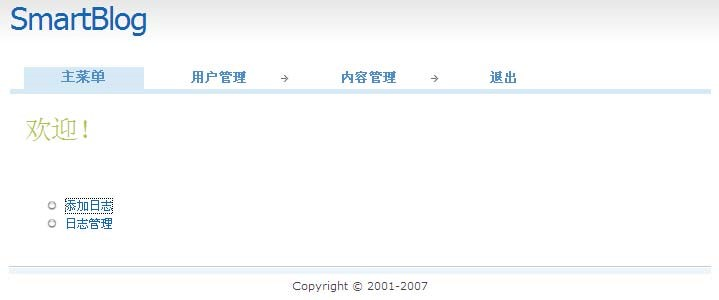 SmartBlog
主菜单 用户管理 内容管理 退出
欢迎！
添加日志
日志管理
Copyright © 2001-2007